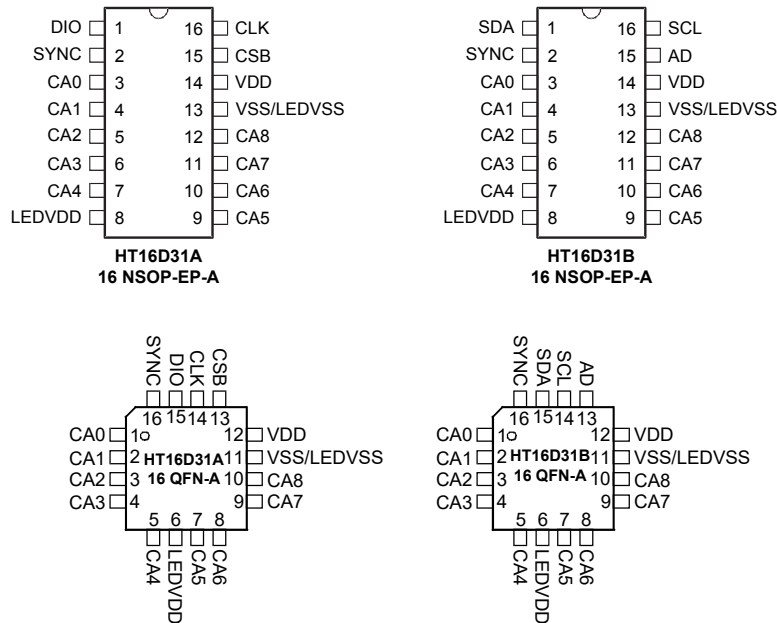 DIO 1 16 CLK
SYNC 2 15 CSB
CA0 3 14 VDD
CA1 4 13 VSS/LEDVSS
CA2 5 12 CA8
CA3 6 11 CA7
CA4 7 10 CA6
LEDVDD 8 9 CA5
HT16D31A
16 NSOP-EP-A
SDA 1 16 SCL
SYNC 2 15 AD
CA0 3 14 VDD
CA1 4 13 VSS/LEDVSS
CA2 5 12 CA8
CA3 6 11 CA7
CA4 7 10 CA6
LEDVDD 8 9 CA5
HT16D31B
16 NSOP-EP-A
SYNC DIO CLK CSB
16 15 14 13
CA0 1 12 VDD
CA1 2 HT16D31A 11 VSS/LEDVSS
CA2 3 16 QFN-A 10 CA8
CA3 4 9 CA7
5 6 7 8
CA4 LEDVDD CA5 CA6
SYNC SDA SCL AD
16 15 14 13
CA0 1 12 VDD
CA1 2 HT16D31B 11 VSS/LEDVSS
CA2 3 16 QFN-A 10 CA8
CA3 4 9 CA7
5 6 7 8
CA4 LEDVDD CA5 CA6